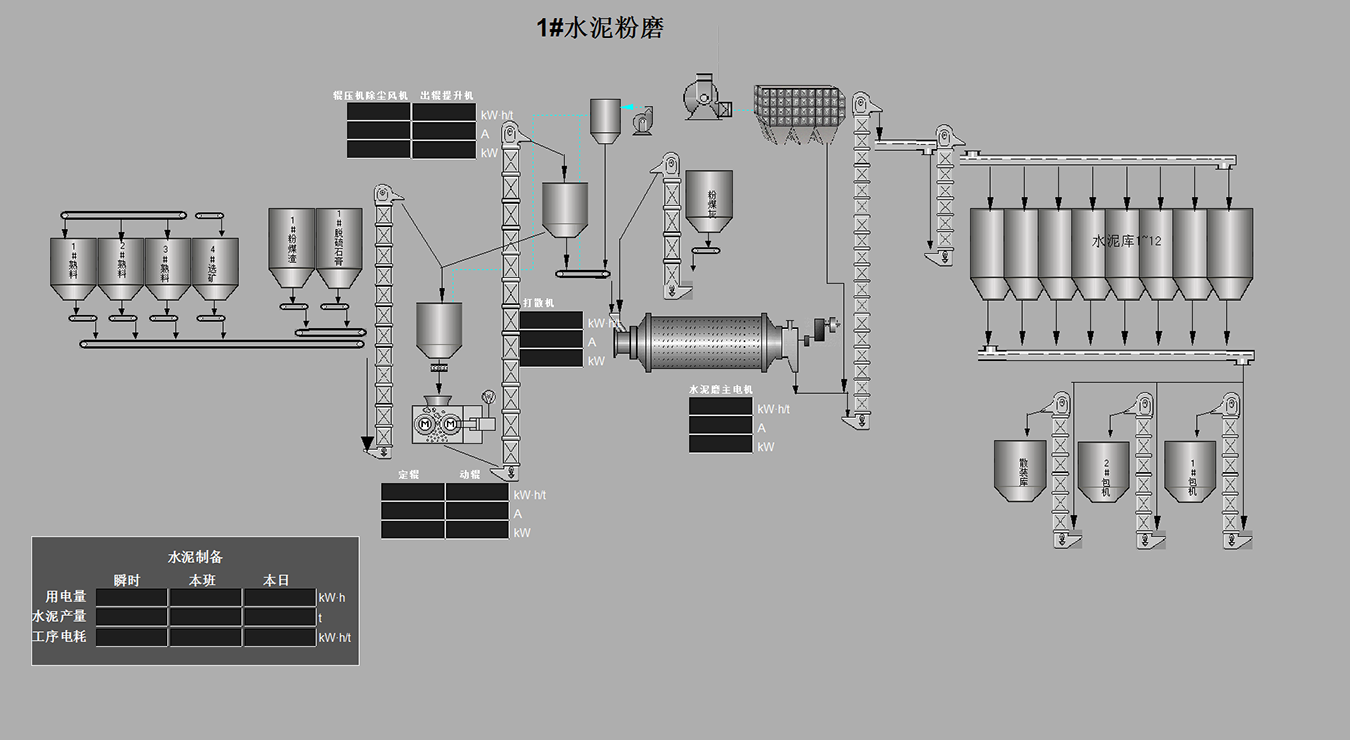 1#水泥粉磨
辊压机除尘风机 出辊提升机
kW·h/t
A
kW
1#熟料
2#熟料
3#熟料
4#选矿
1#粉煤渣
1#脱硫石膏
粉煤灰
水泥库1~12
打散机
kW·h/t
A
kW
水泥磨主电机
kW·h/t
A
kW
M
M
W
定辊 动辊
kW·h/t
A
kW
散装库
2#包机
1#包机
水泥制备
瞬时 本班 本日
用电量 kW·h
水泥产量 t
工序电耗 kW·h/t